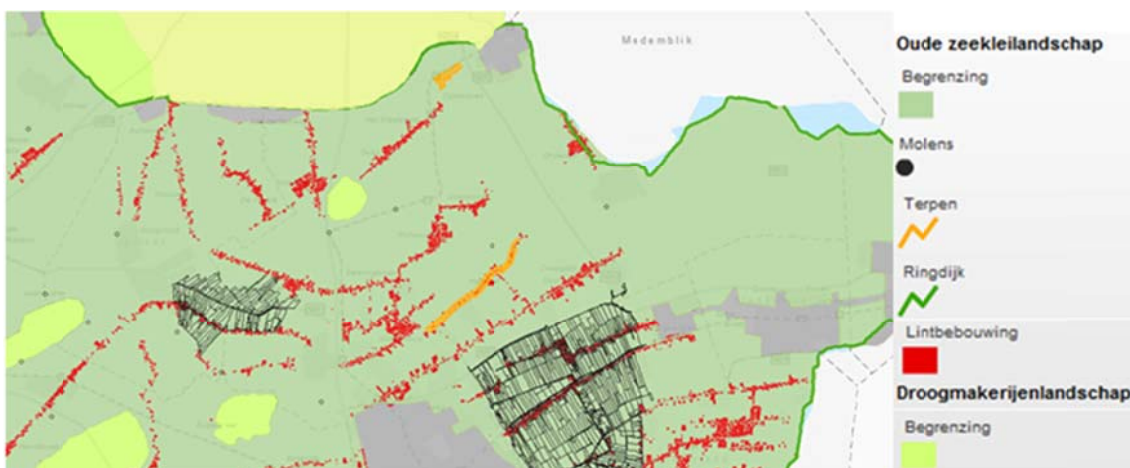 Medemblik
Oude zeekleilandschap
Begrenzing
Molens
Terpen
Ringdijk
Lintbebouwing
Droogmakerijenlandschap
Begrenzing